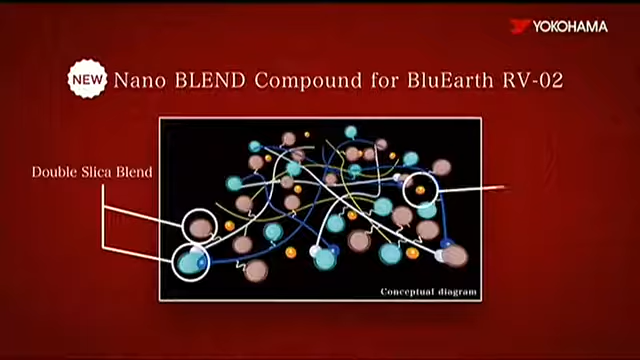 YOKOHAMA
NEW
Nano BLEND Compound for BluEarth RV-02
Double Slica Blend
Conceptual diagram